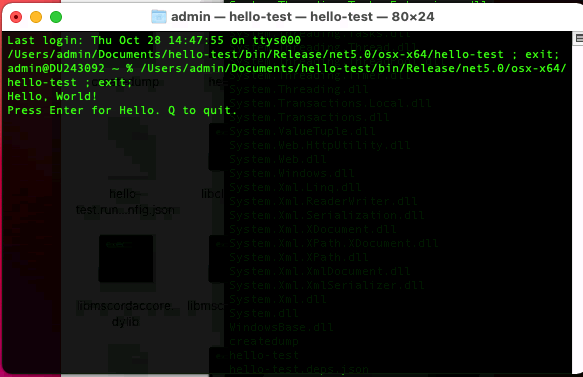 admin — hello-test — hello-test — 80×24
Last login: Thu Oct 28 14:47:55 on ttys000
/Users/admin/Documents/hello-test/bin/Release/net5.0/osx-x64/hello-test ; exit;
admin@DU243092 ~ % /Users/admin/Documents/hello-test/bin/Release/net5.0/osx-x64/
hello-test ; exit;
Hello, World!
Press Enter for Hello. Q to quit.
System.Threading.dll
System.Transactions.Local.dll
System.Transactions.dll
System.ValueTuple.dll
System.Web.HttpUtility.dll
System.Web.dll
System.Windows.dll
System.Xml.Linq.dll
System.Xml.ReaderWriter.dll
System.Xml.Serialization.dll
System.Xml.XDocument.dll
System.Xml.XPath.XDocument.dll
System.Xml.XPath.dll
System.Xml.XmlDocument.dll
System.Xml.XmlSerializer.dll
System.Xml.dll
System.dll
WindowsBase.dll
createdump
hello-test
hello-test.deps.json
hello-
test.run...nfig.json
libmscordaccore.
dylib